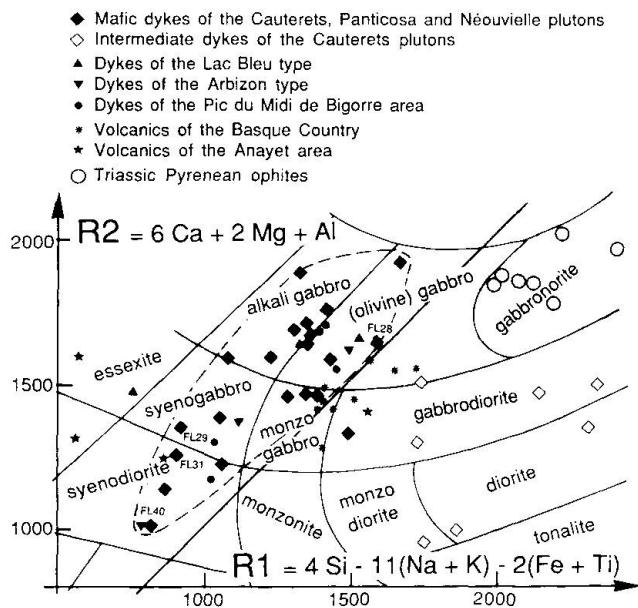 Mafic dykes of the Cauterets, Panticosa and Néouvielle plutons
Intermediate dykes of the Cauterets plutons
Dykes of the Lac Bleu type
Dykes of the Arbizon type
Dykes of the Pic du Midi de Bigorre area
Volcanics of the Basque Country
Volcanics of the Anayet area
Triassic Pyrenean ophites
R2 = 6 Ca + 2 Mg + Al
2000
1500
1000
alkali gabbro
(olivine) gabbro
gabbronorite
FL28
essexite
syenogabbro
monzo
gabbro
gabbrodiorite
FL29
FL31
syenodiorite
FL40
monzonite
monzo
diorite
diorite
tonalite
R1 = 4 Si - 11(Na + K) - 2(Fe + Ti)
1000
1500
2000